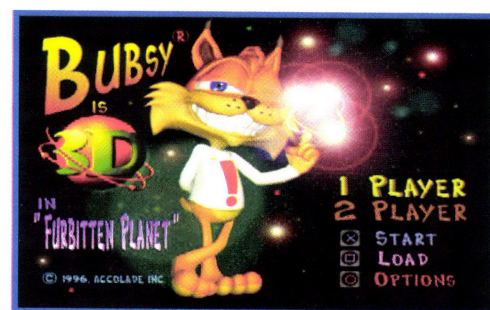 BUBSY®
IS
3D
IN
"FURBITTEN PLANET"
© 1996, ACCOLADE INC.
!
1 PLAYER
2 PLAYER
START
LOAD
OPTIONS